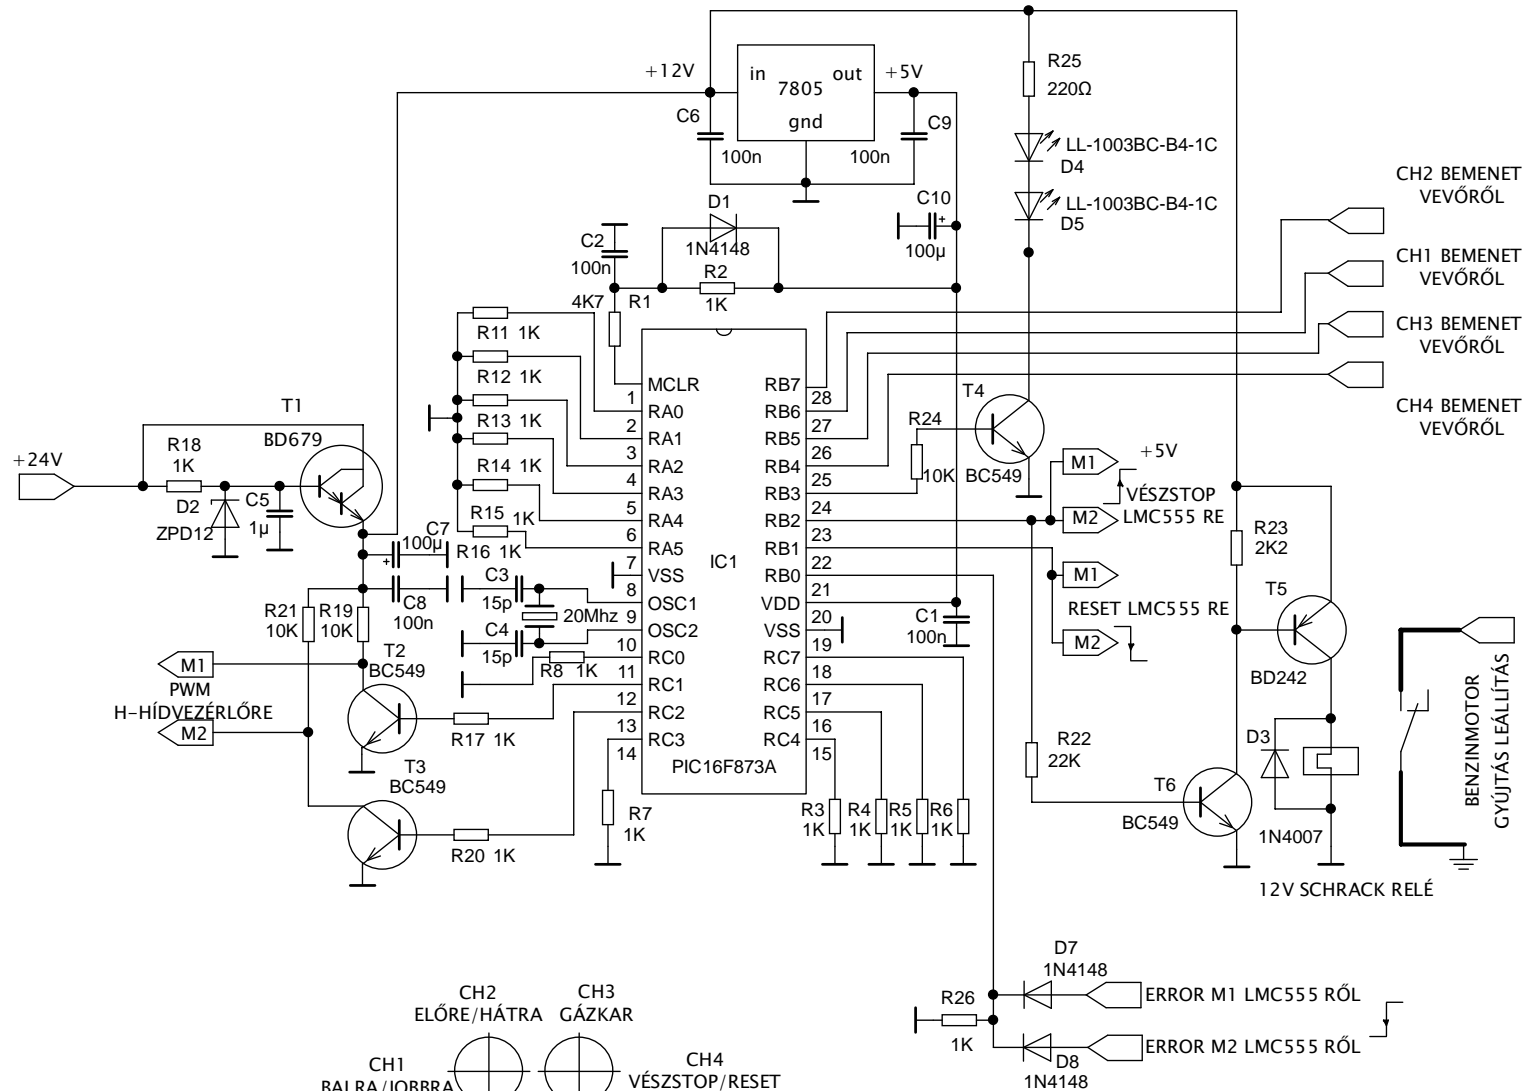 R25
220Ω
+12V
in
out
+5V
7805
gnd
C6
100n
C9
100n
LL-1003BC-B4-1C
D4
LL-1003BC-B4-1C
D5
CH2 BEMENET
VEVŐRŐL
CH1 BEMENET
VEVŐRŐL
CH3 BEMENET
VEVŐRŐL
CH4 BEMENET
VEVŐRŐL
D1
1N4148
C10
+
100µ
C2
100n
R2
1K
4K7
R1
R11 1K
R12 1K
R13 1K
R14 1K
R15 1K
R16 1K
MCLR
1
RA0
2
RA1
3
RA2
4
RA3
5
RA4
6
RA5
7
VSS
8
OSC1
9
OSC2
10
RC0
11
RC1
12
RC2
13
RC3
14
IC1
PIC16F873A
RB7
28
RB6
27
RB5
26
RB4
25
RB3
24
RB2
23
RB1
22
RB0
21
VDD
20
VSS
19
RC7
18
RC6
17
RC5
16
RC4
15
T4
R24
10K
BC549
M1
+5V
M2
VÉSZSTOP
LMC555 RE
M1
RESET LMC555 RE
M2
T1
BD679
+24V
R18
1K
D2
ZPD12
C5
1µ
C7
100µ
+
C8
100n
C3
15p
20Mhz
C4
15p
R8 1K
R21
10K
R19
10K
T2
BC549
M1
PWM
H-HÍDVEZÉRLŐRE
M2
R17 1K
T3
BC549
R20 1K
R7
1K
R3
1K
R4
1K
R5
1K
R6
1K
C1
100n
R23
2K2
T5
BD242
R22
22K
T6
BC549
D3
1N4007
12V SCHRACK RELÉ
BENZINMOTOR
GYÚJTÁS LEÁLLÍTÁS
D7
1N4148
ERROR M1 LMC555 RŐL
R26
1K
ERROR M2 LMC555 RŐL
D8
1N4148
CH2
ELŐRE/HÁTRA
CH3
GÁZKAR
CH1
BALRA/JOBBRA
CH4
VÉSZSTOP/RESET